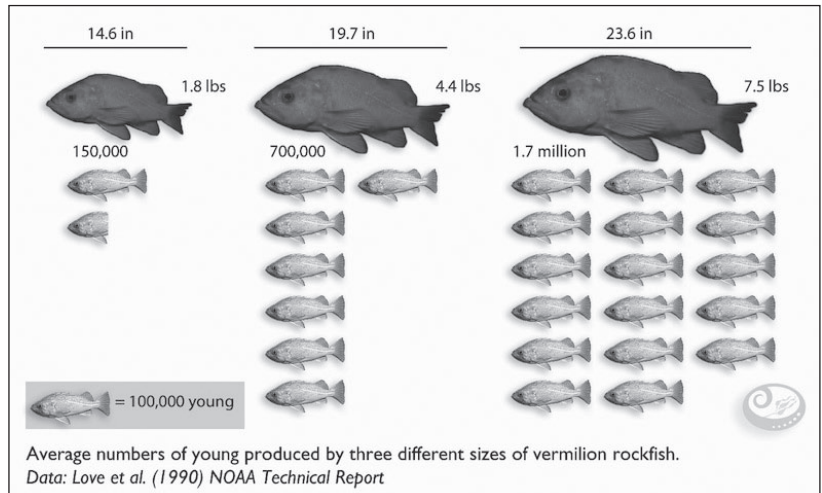 14.6 in
19.7 in
23.6 in
1.8 lbs
4.4 lbs
7.5 lbs
150,000
700,000
1.7 million
= 100,000 young
Average numbers of young produced by three different sizes of vermilion rockfish.
Data: Love et al. (1990) NOAA Technical Report